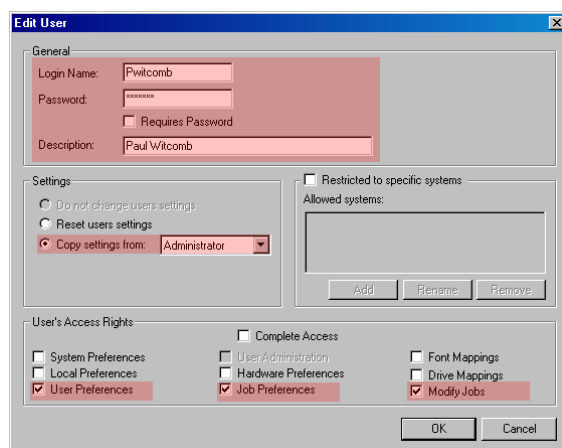 Edit User
General
Login Name: Pwitcomb
Password: *******
Requires Password
Description: Paul Witcomb
Settings
Do not change users settings
Reset users settings
Copy settings from: Administrator
Restricted to specific systems
Allowed systems:
Add Rename Remove
User's Access Rights
Complete Access
System Preferences User Administration Font Mappings
Local Preferences Hardware Preferences Drive Mappings
User Preferences Job Preferences Modify Jobs
OK Cancel